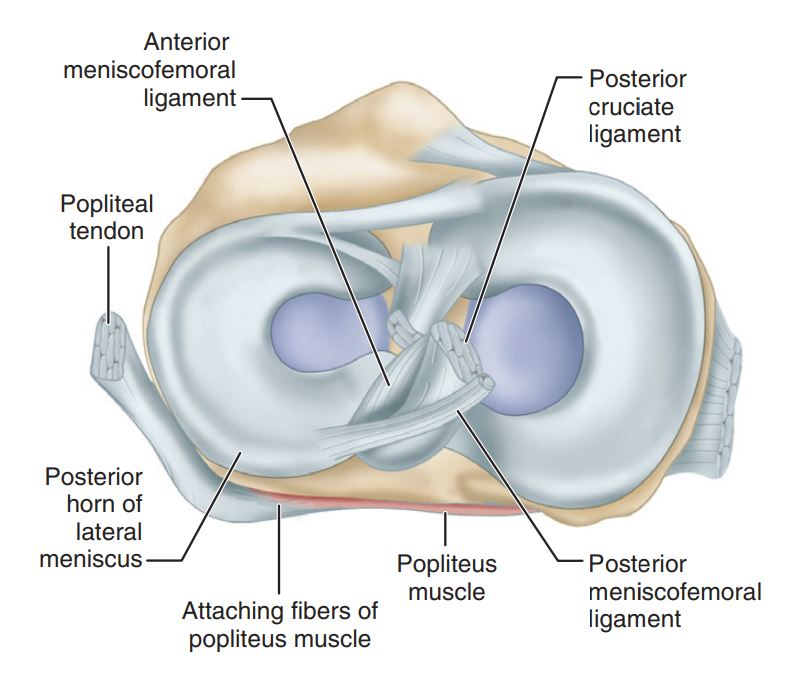 Anterior
meniscofemoral
ligament
Posterior
cruciate
ligament
Popliteal
tendon
Posterior
horn of
lateral
meniscus
Attaching fibers of
popliteus muscle
Popliteus
muscle
Posterior
meniscofemoral
ligament